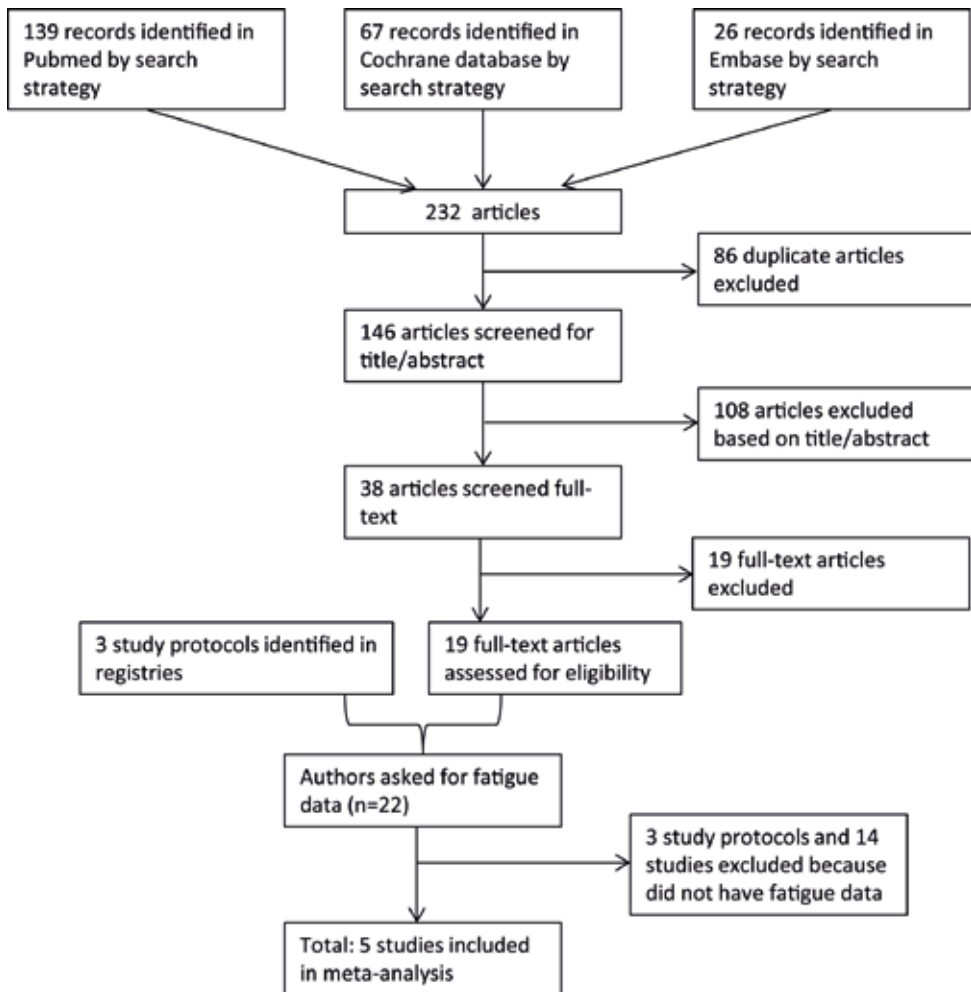 139 records identified in
Pubmed by search
strategy
67 records identified in
Cochrane database by
search strategy
26 records identified in
Embase by search
strategy
232 articles
86 duplicate articles
excluded
146 articles screened for
title/abstract
108 articles excluded
based on title/abstract
38 articles screened full-
text
19 full-text articles
excluded
3 study protocols identified in
registries
19 full-text articles
assessed for eligibility
Authors asked for fatigue
data (n=22)
3 study protocols and 14
studies excluded because
did not have fatigue data
Total: 5 studies included
in meta-analysis